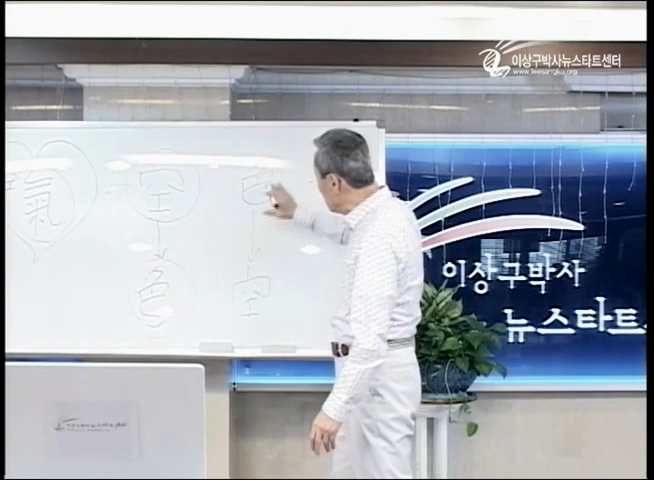 이상구박사뉴스타트센터
www.leesangku.org
氣
空 色
色 空
이상구박사
뉴스타트